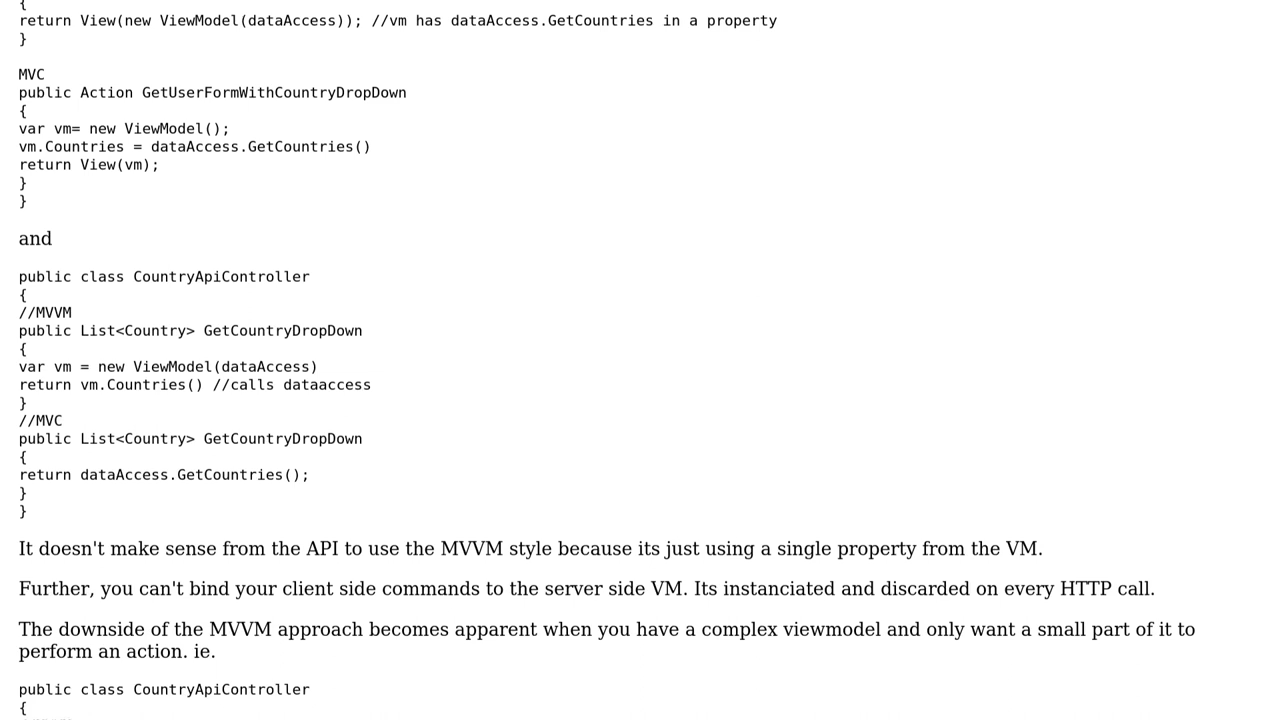 {
return View(new ViewModel(dataAccess)); //vm has dataAccess.GetCountries in a property
}
MVC
public Action GetUserFormWithCountryDropDown
{
var vm= new ViewModel();
vm.Countries = dataAccess.GetCountries()
return View(vm);
}
}
and
public class CountryApiController
{
//MVVM
public List<Country> GetCountryDropDown
{
var vm = new ViewModel(dataAccess)
return vm.Countries() //calls dataaccess
}
//MVC
public List<Country> GetCountryDropDown
{
return dataAccess.GetCountries();
}
}
It doesn't make sense from the API to use the MVVM style because its just using a single property from the VM.
Further, you can't bind your client side commands to the server side VM. Its instanciated and discarded on every HTTP call.
The downside of the MVVM approach becomes apparent when you have a complex viewmodel and only want a small part of it to
perform an action. ie.
public class CountryApiController
{